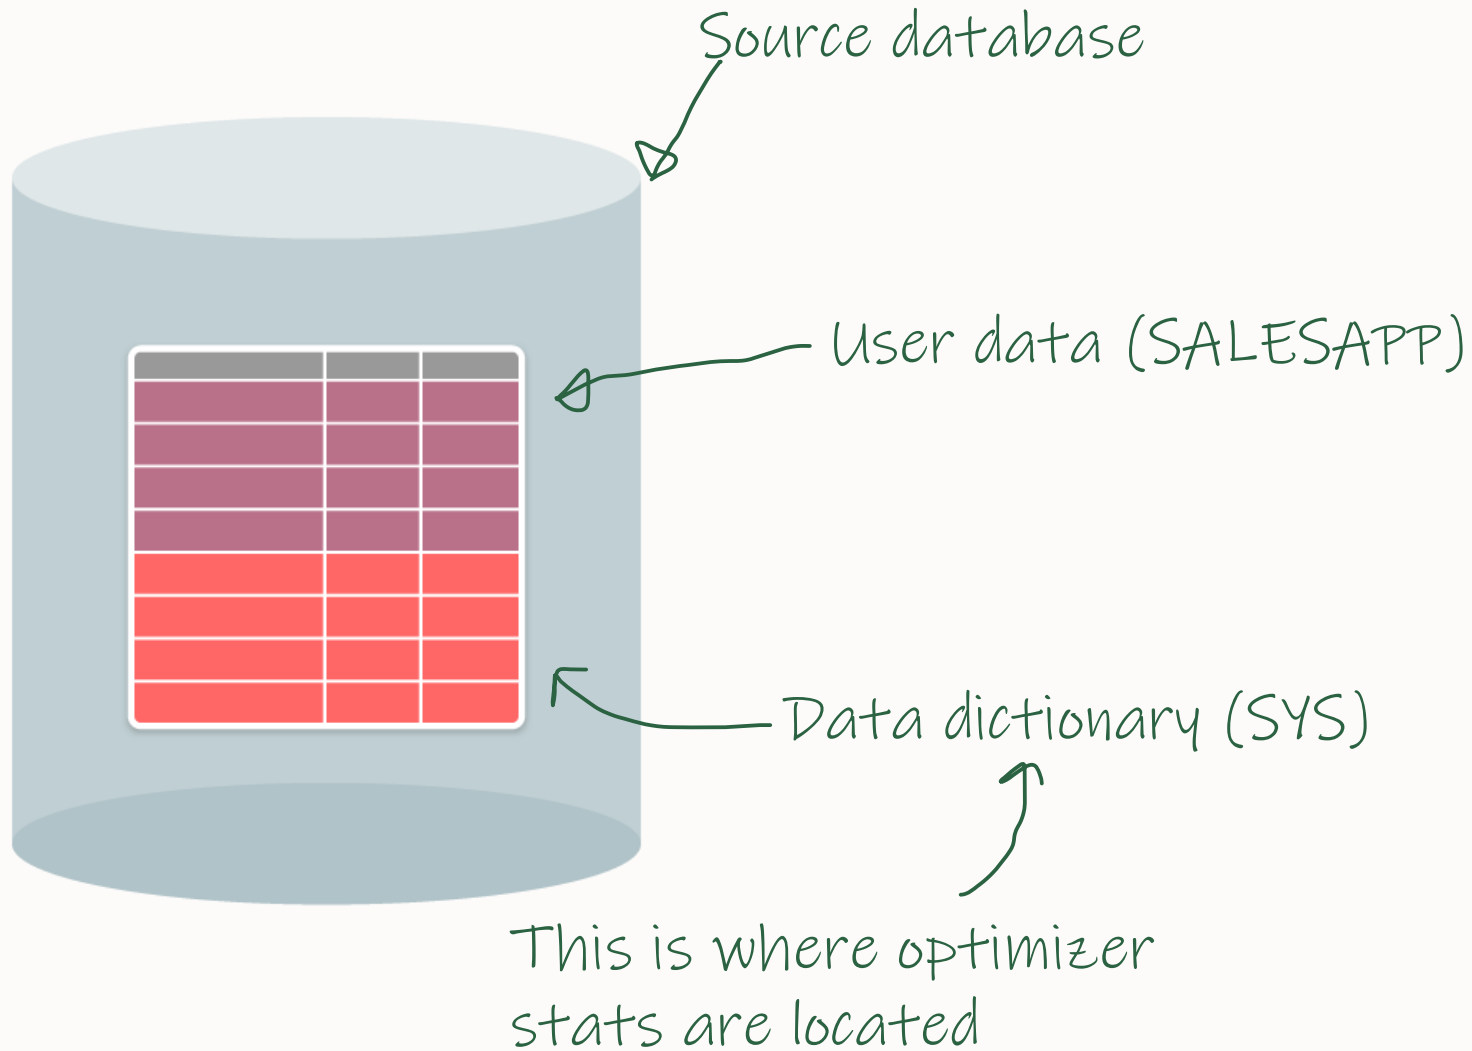 Source database
User data (SALESAPP)
Data dictionary (SYS)
This is where optimizer
stats are located